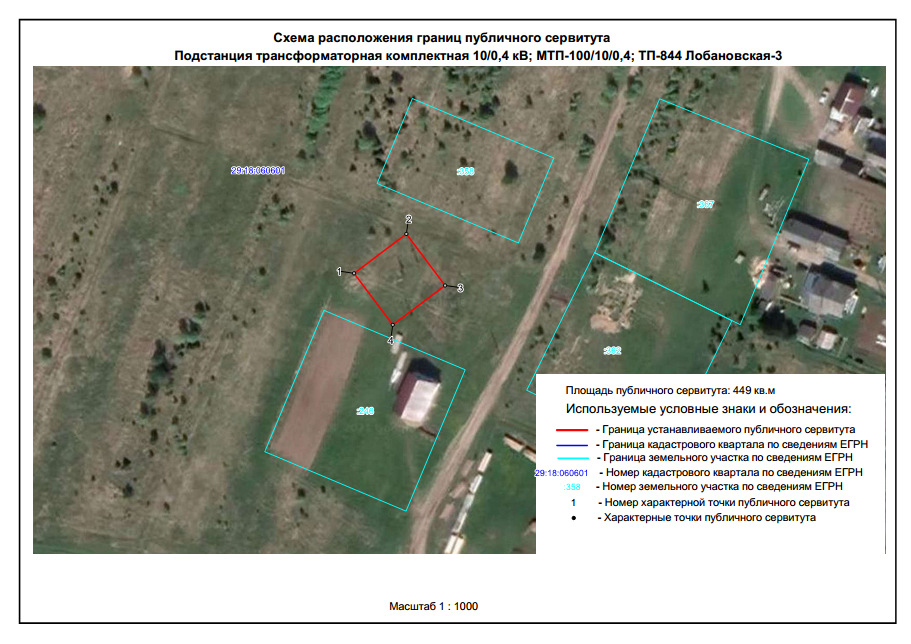 Схема расположения границ публичного сервитута
Подстанция трансформаторная комплектная 10/0,4 кВ; МТП-100/10/0,4; ТП-844 Лобановская-3
29:18:060601
:358
:367
2
1
3
4
:362
:248
Площадь публичного сервитута: 449 кв.м
Используемые условные знаки и обозначения:
- Граница устанавливаемого публичного сервитута
- Граница кадастрового квартала по сведениям ЕГРН
- Граница земельного участка по сведениям ЕГРН
29:18:060601 - Номер кадастрового квартала по сведениям ЕГРН
:358 - Номер земельного участка по сведениям ЕГРН
1 - Номер характерной точки публичного сервитута
- Характерные точки публичного сервитута
Масштаб 1 : 1000